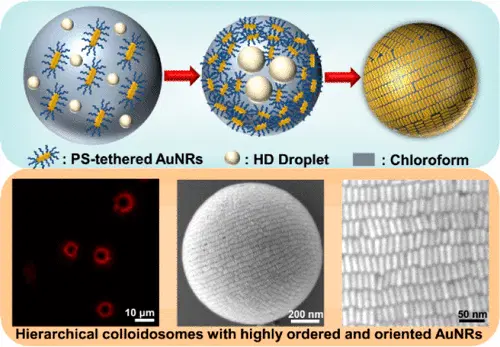 : PS-tethered AuNRs : HD Droplet : Chloroform
10 µm
200 nm
50 nm
Hierarchical colloidosomes with highly ordered and oriented AuNRs